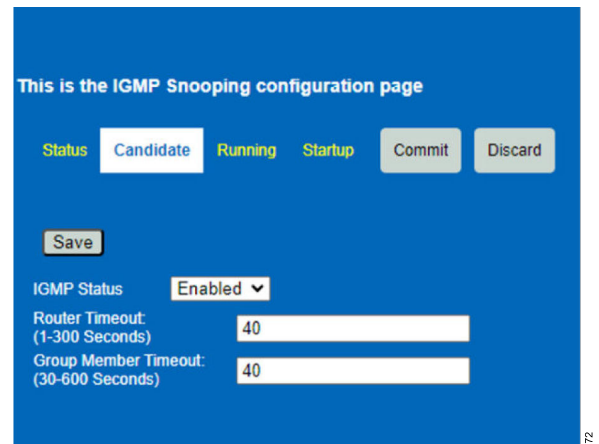 This is the IGMP Snooping configuration page
Status Candidate Running Startup Commit Discard
Save
IGMP Status Enabled
Router Timeout:
(1-300 Seconds) 40
Group Member Timeout:
(30-600 Seconds) 40
72